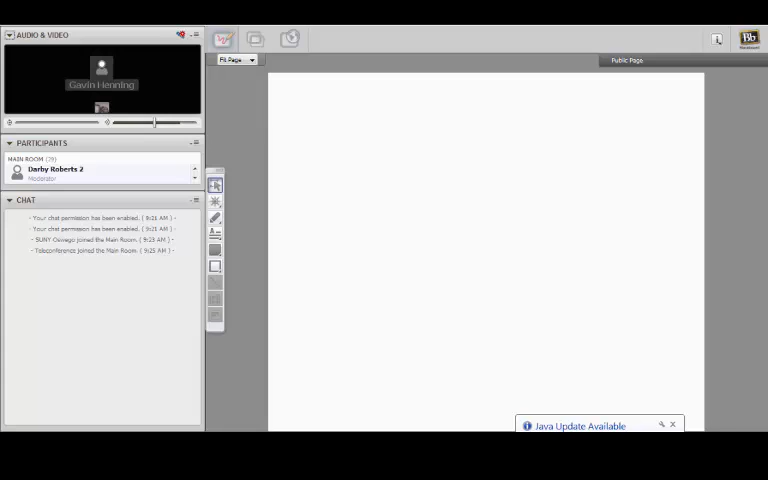 AUDIO & VIDEO
Gavin Henning
PARTICIPANTS
MAIN ROOM (29)
Darby Roberts 2
Moderator
CHAT
- Your chat permission has been enabled. ( 9:21 AM ) -
- Your chat permission has been enabled. ( 9:21 AM ) -
- SUNY Oswego joined the Main Room. ( 9:23 AM ) -
- Teleconference joined the Main Room. ( 9:25 AM ) -
Fit Page
Public Page
Bb
Java Update Available